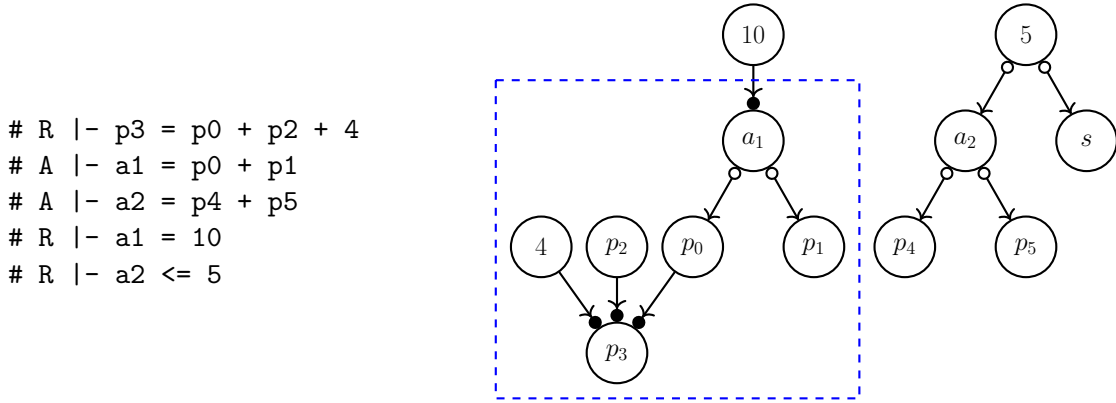 # R |- p3 = p0 + p2 + 4
# A |- a1 = p0 + p1
# A |- a2 = p4 + p5
# R |- a1 = 10
# R |- a2 <= 5
10
5
a₁
a₂
s
4
p₂
p₀
p₁
p₄
p₅
p₃